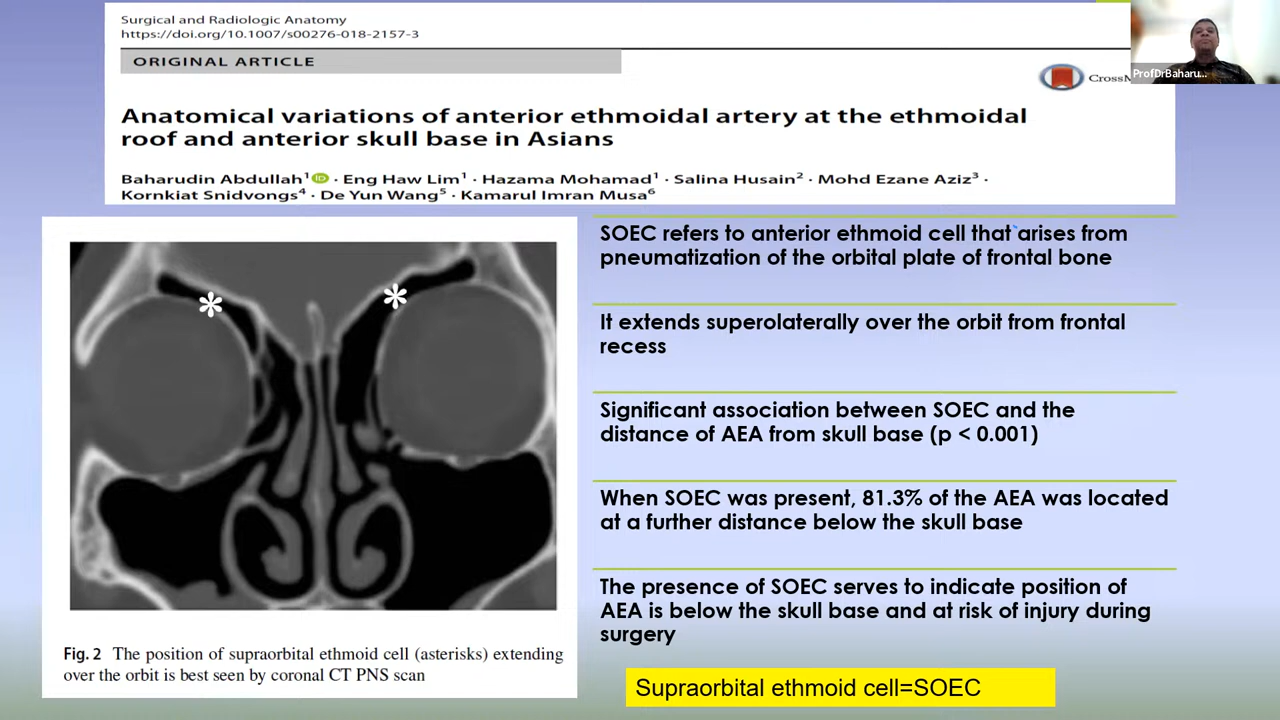 Surgical and Radiologic Anatomy
https://doi.org/10.1007/s00276-018-2157-3
ORIGINAL ARTICLE
CrossM
ProfDrBaharu...
Anatomical variations of anterior ethmoidal artery at the ethmoidal
roof and anterior skull base in Asians
Baharudin Abdullah1 iD · Eng Haw Lim1 · Hazama Mohamad1 · Salina Husain2 · Mohd Ezane Aziz3 ·
Kornkiat Snidvongs4 · De Yun Wang5 · Kamarul Imran Musa6
* *
Fig. 2 The position of supraorbital ethmoid cell (asterisks) extending
over the orbit is best seen by coronal CT PNS scan
SOEC refers to anterior ethmoid cell that arises from
pneumatization of the orbital plate of frontal bone
It extends superolaterally over the orbit from frontal
recess
Significant association between SOEC and the
distance of AEA from skull base (p < 0.001)
When SOEC was present, 81.3% of the AEA was located
at a further distance below the skull base
The presence of SOEC serves to indicate position of
AEA is below the skull base and at risk of injury during
surgery
Supraorbital ethmoid cell=SOEC